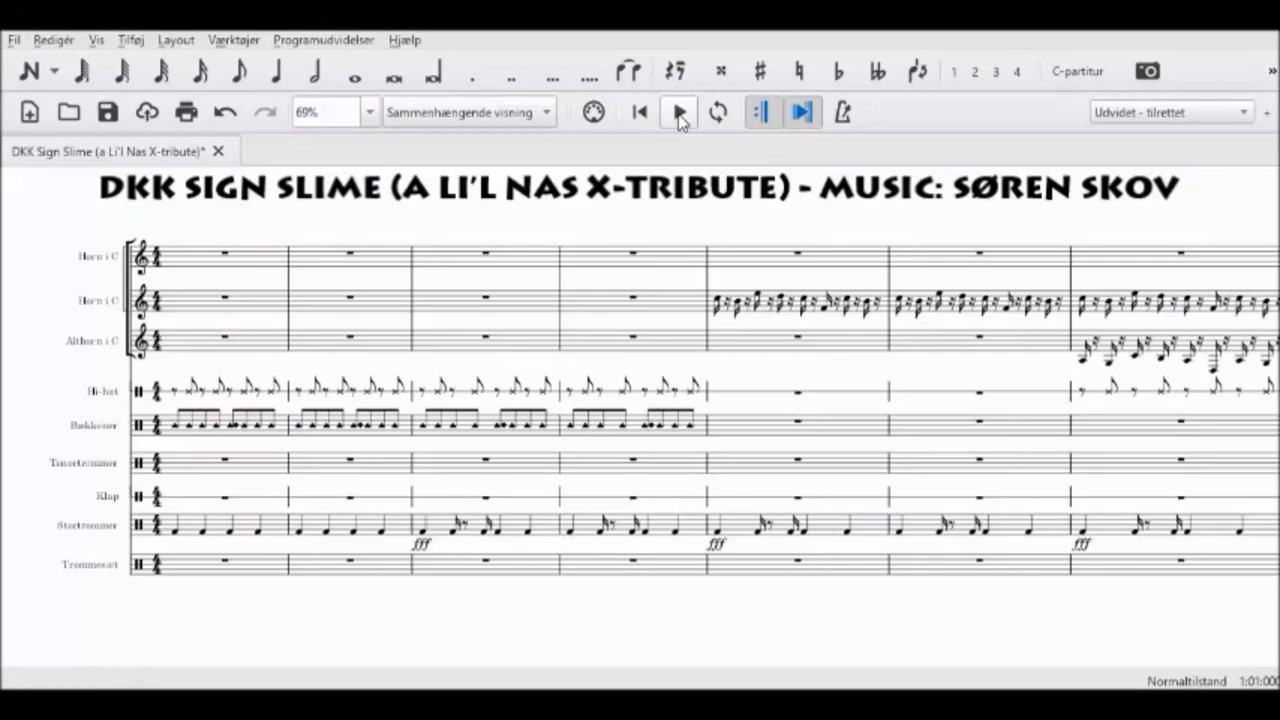 Fil Redigér Vis Tilføj Layout Værktøjer Programudvidelser Hjælp
1 2 3 4 C-partitur »
69% Sammenhængende visning Udvidet - tilrettet
DKK Sign Slime (a Li'l Nas X-tribute)*
DKK SIGN SLIME (A LI'L NAS X-TRIBUTE) - MUSIC: SØREN SKOV
Horn i C
Horn i C
Althorn i C
Hi-hat
Bækkener
Tenortrommer
Klap
Stortrommer
fff fff fff
Trommesæt
Normaltilstand 1:01:000